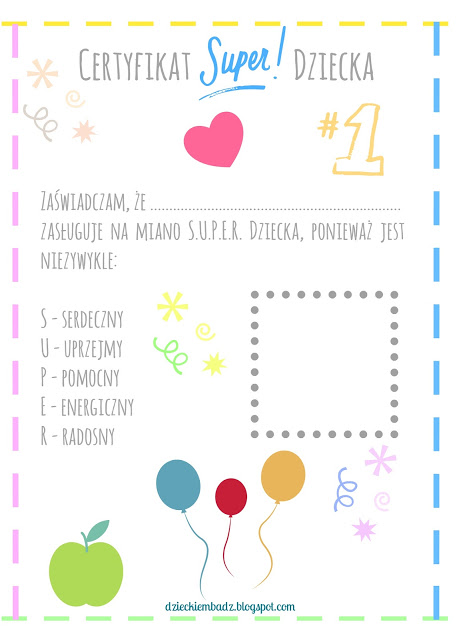 CERTYFIKAT Super! DZIECKA
#1
ZAŚWIADCZAM, ŻE ..................................................................
ZASŁUGUJE NA MIANO S.U.P.E.R. DZIECKA, PONIEWAŻ JEST
NIEZWYKLE:
S - SERDECZNY
U - UPRZEJMY
P - POMOCNY
E - ENERGICZNY
R - RADOSNY
dzieckiembadz.blogspot.com